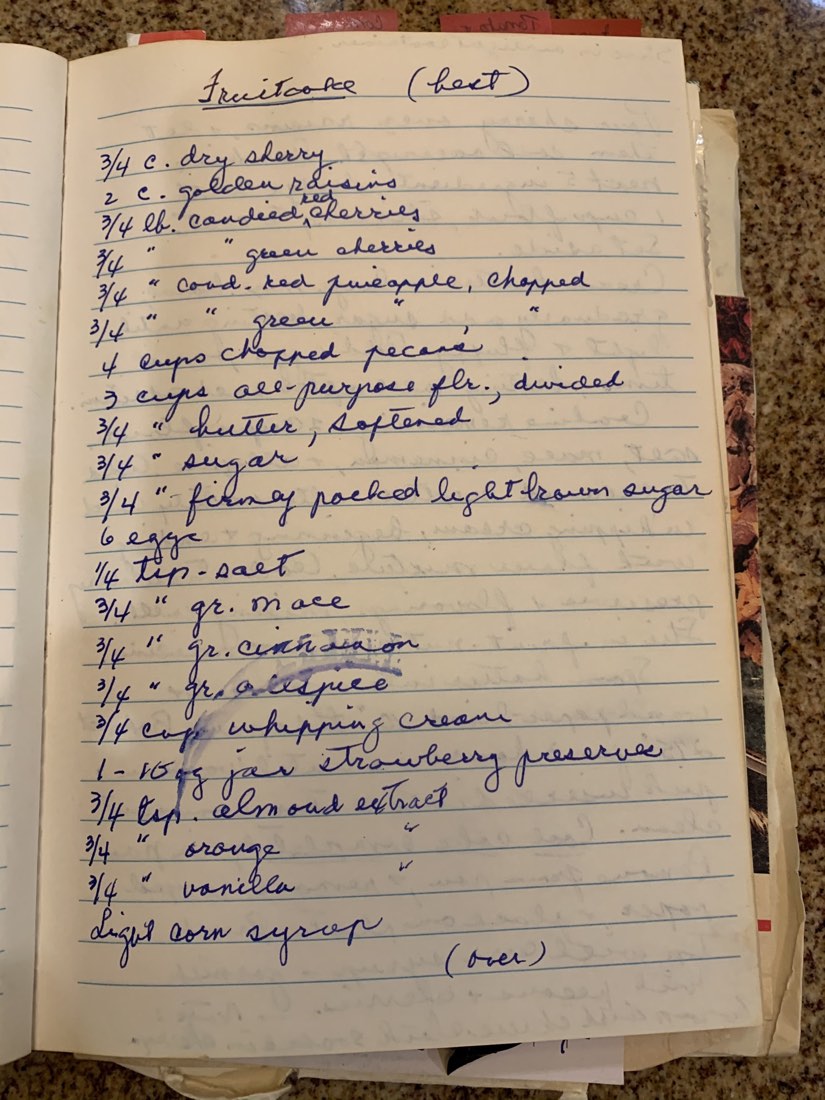 Fruitcake (best)
3/4 c. dry sherry
2 c. golden raisins
3/4 lb. candied red cherries
3/4 " " green cherries
3/4 " cand. red pineapple, chopped
3/4 " " green " "
4 cups chopped pecans
3 cups all-purpose flr., divided
3/4 " butter, softened
3/4 " sugar
3/4 " firmly packed light brown sugar
6 eggs
1/4 tsp. salt
3/4 " gr. mace
3/4 " gr. cinnamon
3/4 " gr. allspice
3/4 cup whipping cream
1 - jar strawberry preserves
3/4 tsp. almond extract
3/4 " orange "
3/4 " vanilla "
Light corn syrup
(over)